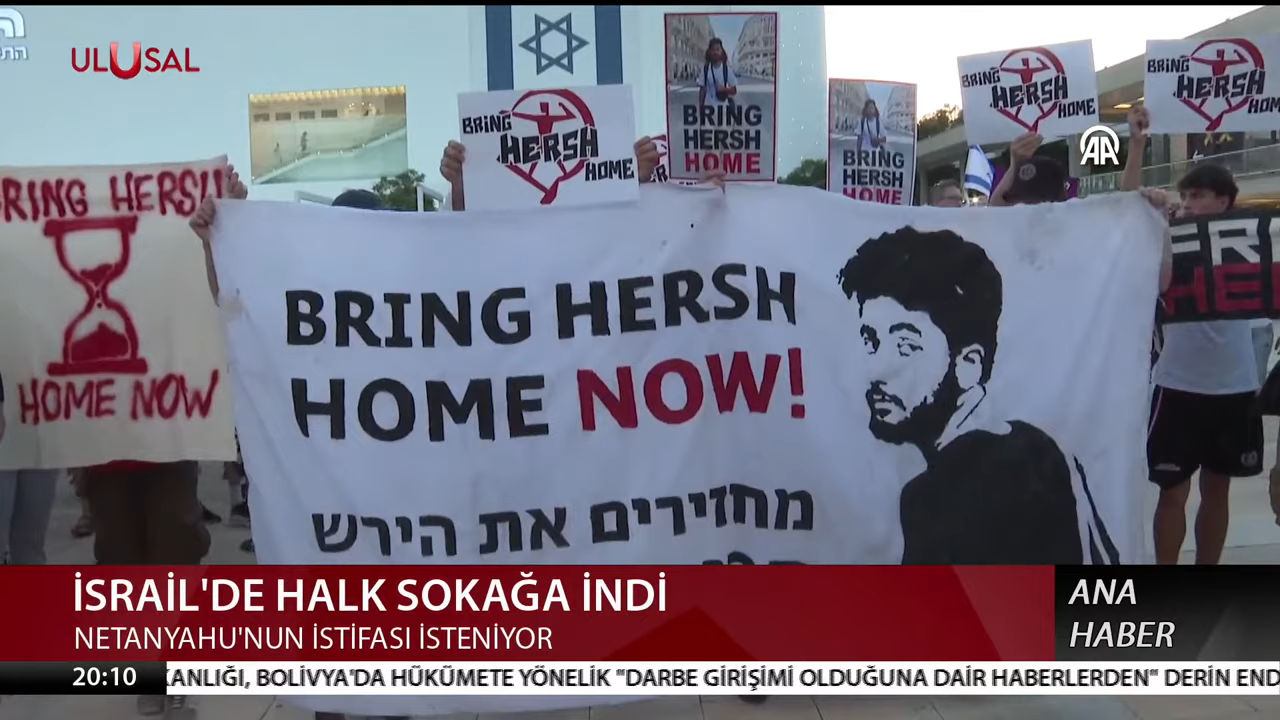 ULUSAL
AA
BRING
HERSH
HOME
BRING
HERSH
HOME
BRING
HERSH
HOME
BRING
HERSH
HOME
BRING
HERSH
BRING HERSH
HOME NOW
BRING HERSH
HOME NOW!
מחזירים את הירש
İSRAİL'DE HALK SOKAĞA İNDİ
NETANYAHU'NUN İSTİFASI İSTENİYOR
ANA
HABER
20:10
KANLIĞI, BOLİVYA'DA HÜKÜMETE YÖNELİK "DARBE GİRİŞİMİ OLDUĞUNA DAİR HABERLERDEN" DERİN END